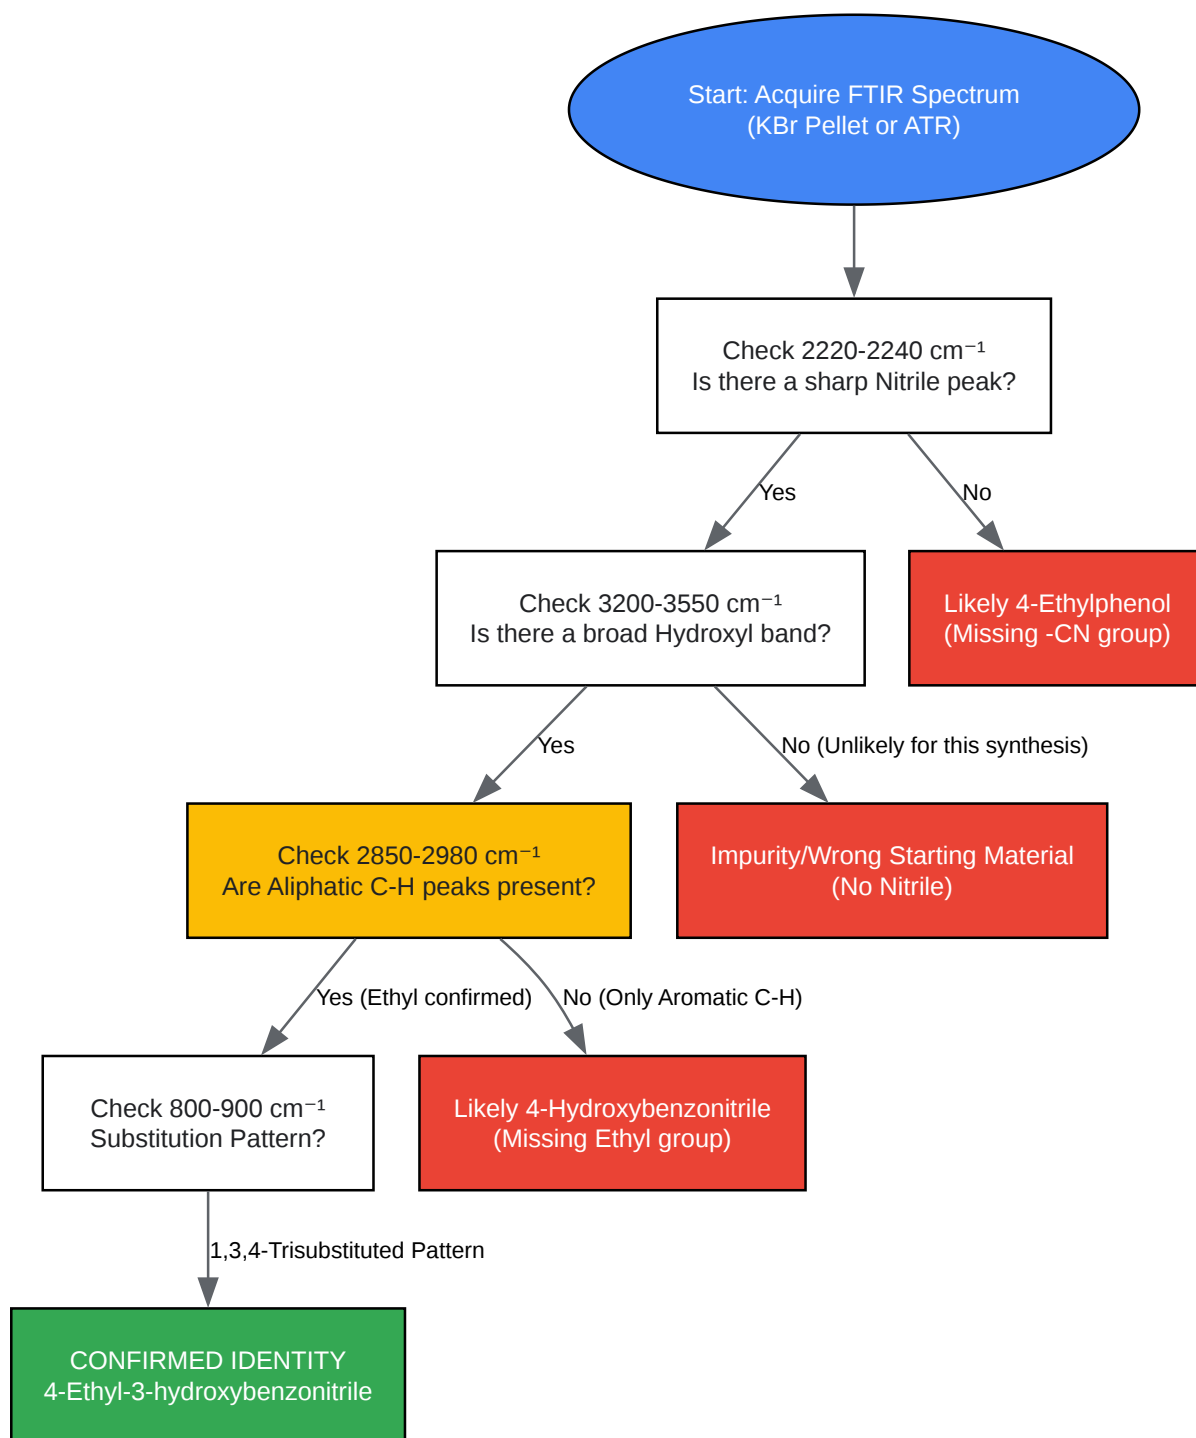 Start: Acquire FTIR Spectrum
(KBr Pellet or ATR)
Check 2220-2240 cm⁻¹
Is there a sharp Nitrile peak?
Yes
No
Check 3200-3550 cm⁻¹
Is there a broad Hydroxyl band?
Likely 4-Ethylphenol
(Missing -CN group)
Yes
No (Unlikely for this synthesis)
Check 2850-2980 cm⁻¹
Are Aliphatic C-H peaks present?
Impurity/Wrong Starting Material
(No Nitrile)
Yes (Ethyl confirmed)
No (Only Aromatic C-H)
Check 800-900 cm⁻¹
Substitution Pattern?
Likely 4-Hydroxybenzonitrile
(Missing Ethyl group)
1,3,4-Trisubstituted Pattern
CONFIRMED IDENTITY
4-Ethyl-3-hydroxybenzonitrile